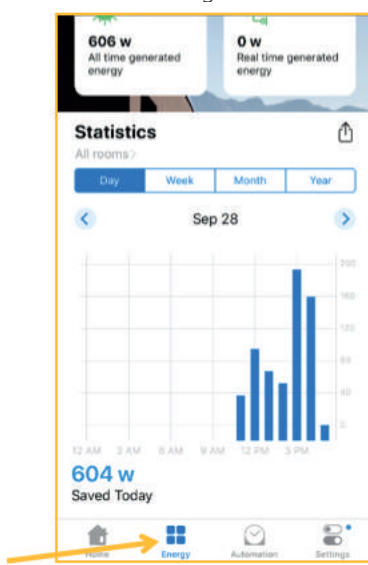 606 w
All time generated
energy
0 w
Real time generated
energy
Statistics
All rooms>
Day Week Month Year
< Sep 28 >
200
160
120
80
40
0
12 AM 3 AM 6 AM 9 AM 12 PM 3 PM
604 w
Saved Today
Home Energy Automation Settings